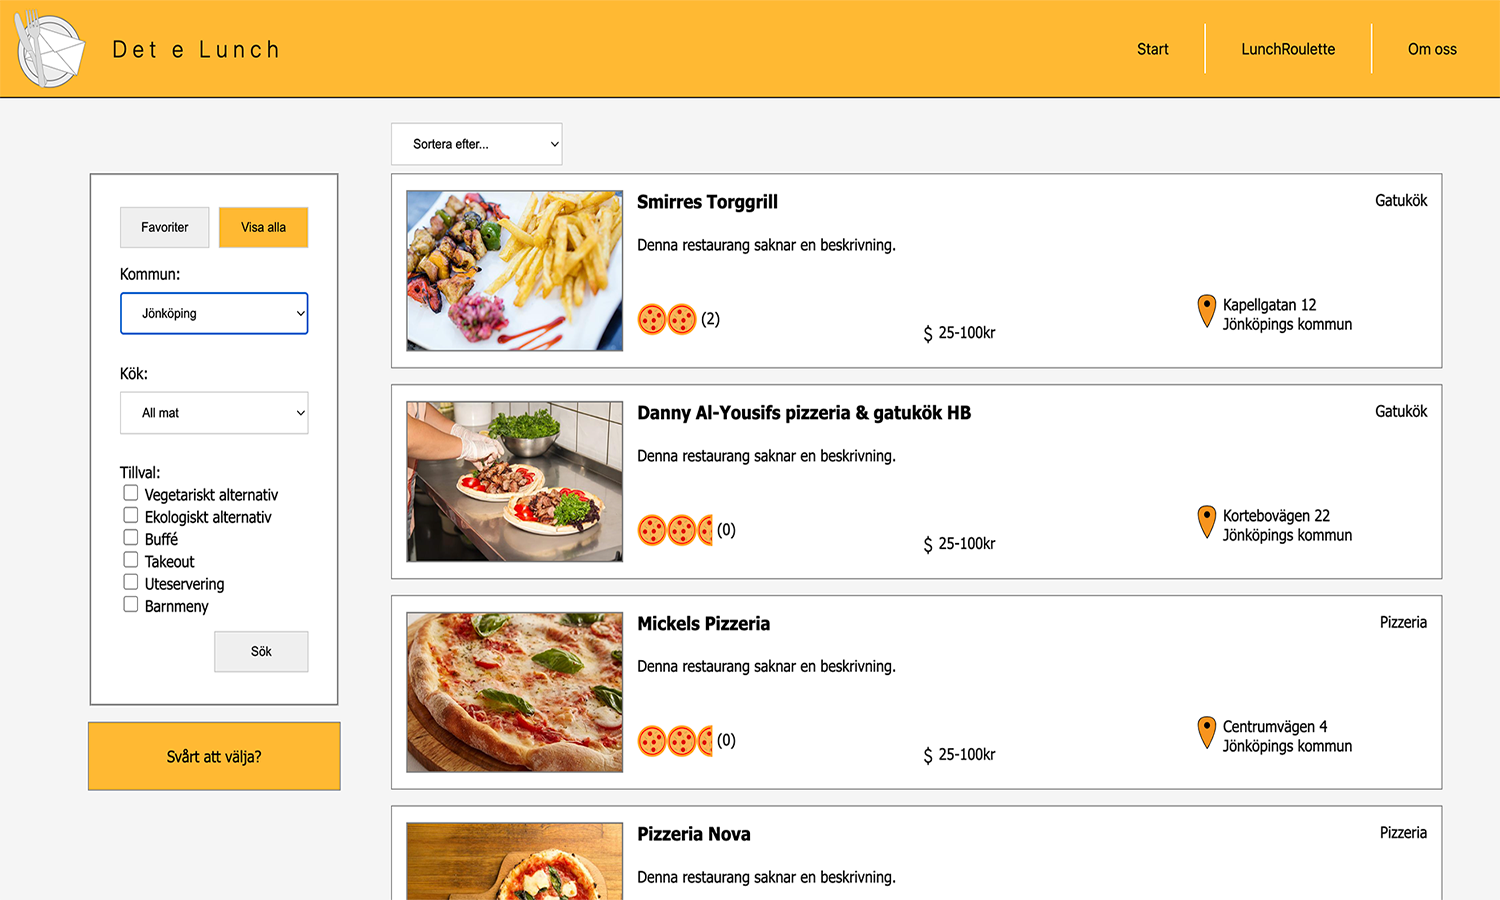 Det e Lunch
Start
LunchRoulette
Om oss
Sortera efter...
Favoriter
Visa alla
Kommun:
Jönköping
Kök:
All mat
Tillval:
Vegetariskt alternativ
Ekologiskt alternativ
Buffé
Takeout
Uteservering
Barnmeny
Sök
Svårt att välja?
Smirres Torggrill
Gatukök
Denna restaurang saknar en beskrivning.
(2)
$ 25-100kr
Kapellgatan 12
Jönköpings kommun
Danny Al-Yousifs pizzeria & gatukök HB
Gatukök
Denna restaurang saknar en beskrivning.
(0)
$ 25-100kr
Kortebovägen 22
Jönköpings kommun
Mickels Pizzeria
Pizzeria
Denna restaurang saknar en beskrivning.
(0)
$ 25-100kr
Centrumvägen 4
Jönköpings kommun
Pizzeria Nova
Pizzeria
Denna restaurang saknar en beskrivning.